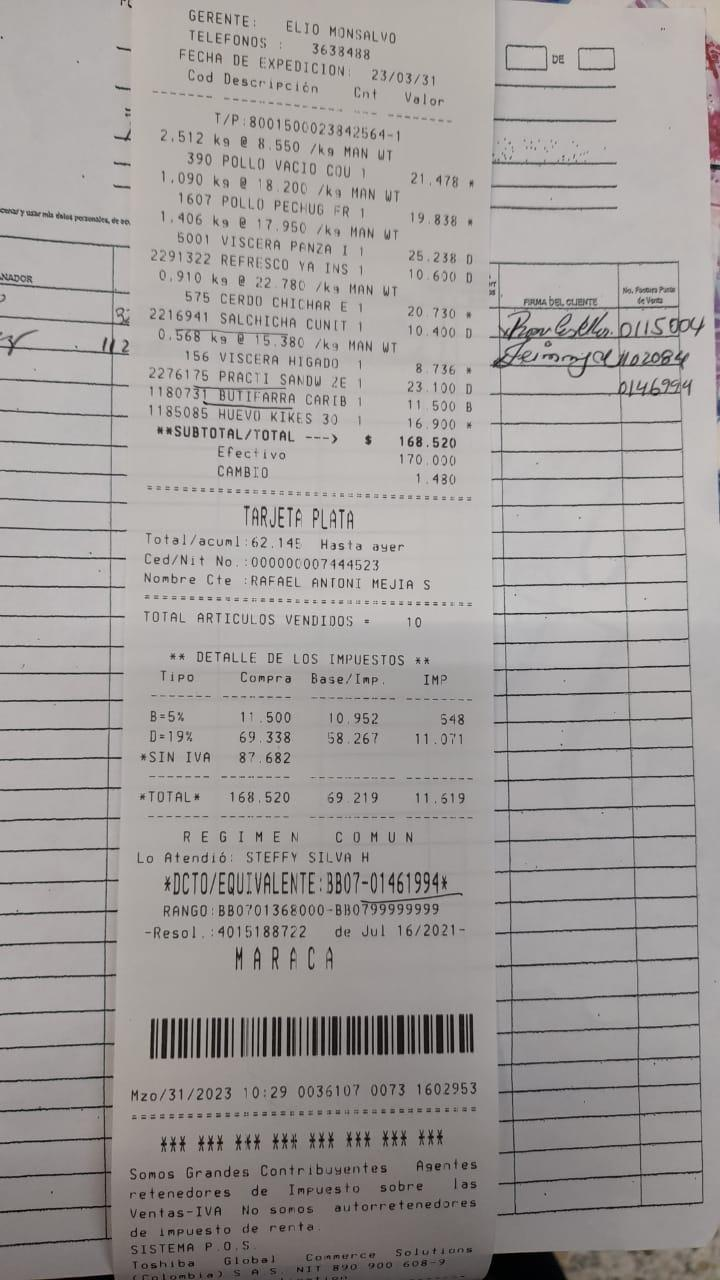 GERENTE: ELIO MONSALVO
TELEFONOS : 3638488
FECHA DE EXPEDICION: 23/03/31
Cod Descripción Cnt Valor
T/P:8001500023842564-1
2,512 kg @ 8.550 /kg MAN WT
390 POLLO VACIO COU 1 21.478 *
1,090 kg @ 18.200 /kg MAN WT
1607 POLLO PECHUG FR 1 19.838 *
1,406 kg @ 17.950 /kg MAN WT
5001 VISCERA PANZA I 1 25.238 D
2291322 REFRESCO YA INS 1 10.600 D
0,910 kg @ 22.780 /kg MAN WT
575 CERDO CHICHAR E 1 20.730 *
2216941 SALCHICHA CUNIT 1 10.400 D
0,568 kg @ 15.380 /kg MAN WT
156 VISCERA HIGADO 1 8.736 *
2276175 PRACTI SANDW 2E 1 23.100 D
1180731 BUTIFARRA CARIB 1 11.500 B
1185085 HUEVO KIKES 30 1 16.900 *
**SUBTOTAL/TOTAL ---> $ 168.520
Efectivo 170.000
CAMBIO 1.480
TARJETA PLATA
Total/acuml:62.145 Hasta ayer
Ced/Nit No.:000000007444523
Nombre Cte :RAFAEL ANTONI MEJIA S
TOTAL ARTICULOS VENDIDOS = 10
** DETALLE DE LOS IMPUESTOS **
Tipo Compra Base/Imp. IMP
B=5% 11.500 10.952 548
D=19% 69.338 58.267 11.071
*SIN IVA 87.682
*TOTAL* 168.520 69.219 11.619
REGIMEN COMUN
Lo Atendió: STEFFY SILVA H
*DCTO/EQUIVALENTE:BB07-01461994*
RANGO:BB0701368000-BB0799999999
-Resol.:4015188722 de Jul 16/2021-
MARACA
Mzo/31/2023 10:29 0036107 0073 1602953
*** *** *** *** *** *** *** ***
Somos Grandes Contribuyentes Agentes
retenedores de Impuesto sobre las
Ventas-IVA No somos autorretenedores
de impuesto de renta.
SISTEMA P.O.S.
Toshiba Global Commerce Solutions
(Colombia) S A S. NIT 890 900 608-9
DE
FIRMA DEL CLIENTE
No. Factura Punto
de Venta
0115004
1102084
0146994
NADOR
112